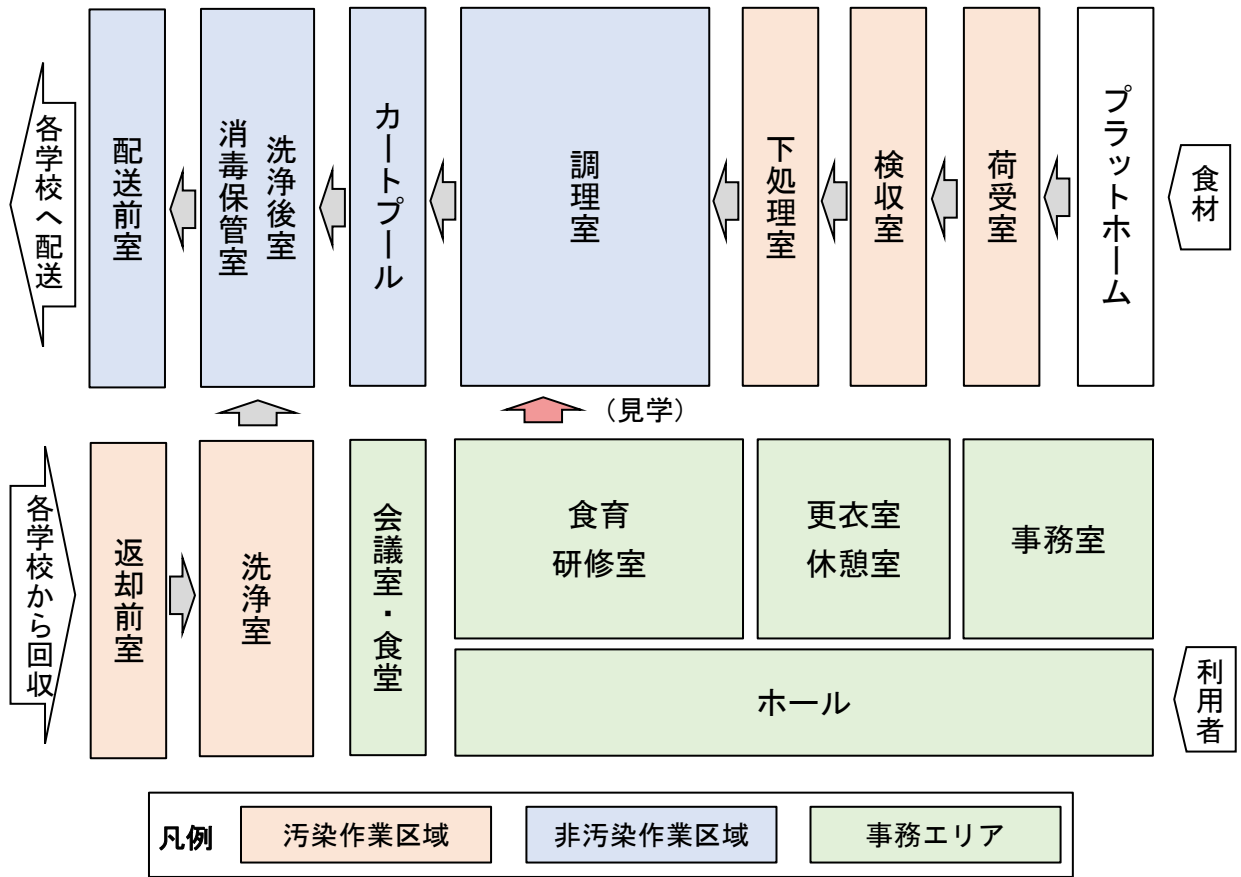 各学校へ配送
配送前室
洗浄後室
消毒保管室
カートプール
調理室
下処理室
検収室
荷受室
プラットホーム
食材
（見学）
各学校から回収
返却前室
洗浄室
会議室・食堂
食育
研修室
更衣室
休憩室
事務室
ホール
利用者
凡例
汚染作業区域
非汚染作業区域
事務エリア